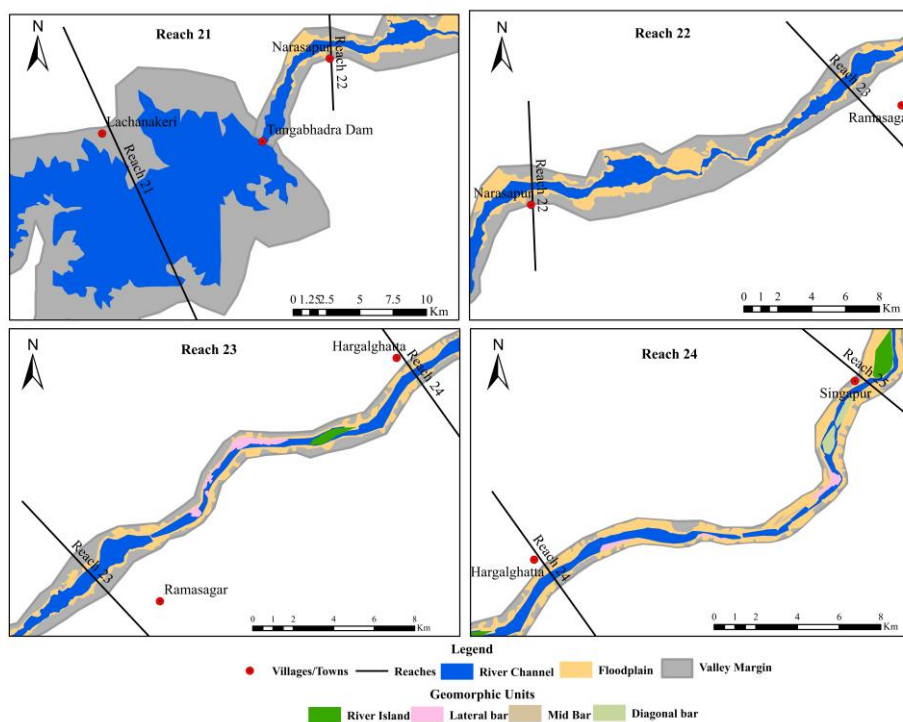 Reach 21
N
Narasapur
Reach 22
Lachanakeri
Tungabhadra Dam
Reach 21
0 1.25 2.5 5 7.5 10
Km
Reach 22
N
Reach 23
Ramasaga
Narasapur
Reach 22
0 1 2 4 6 8
Km
Reach 23
N
Hargalghatta
Reach 24
Reach 23
Ramasagar
0 1 2 4 6 8
Km
Reach 24
N
Reach 25
Singapur
Reach 24
Hargalghatta
0 1 2 4 6 8
Km
Legend
Villages/Towns Reaches River Channel Floodplain Valley Margin
Geomorphic Units
River Island Lateral bar Mid Bar Diagonal bar